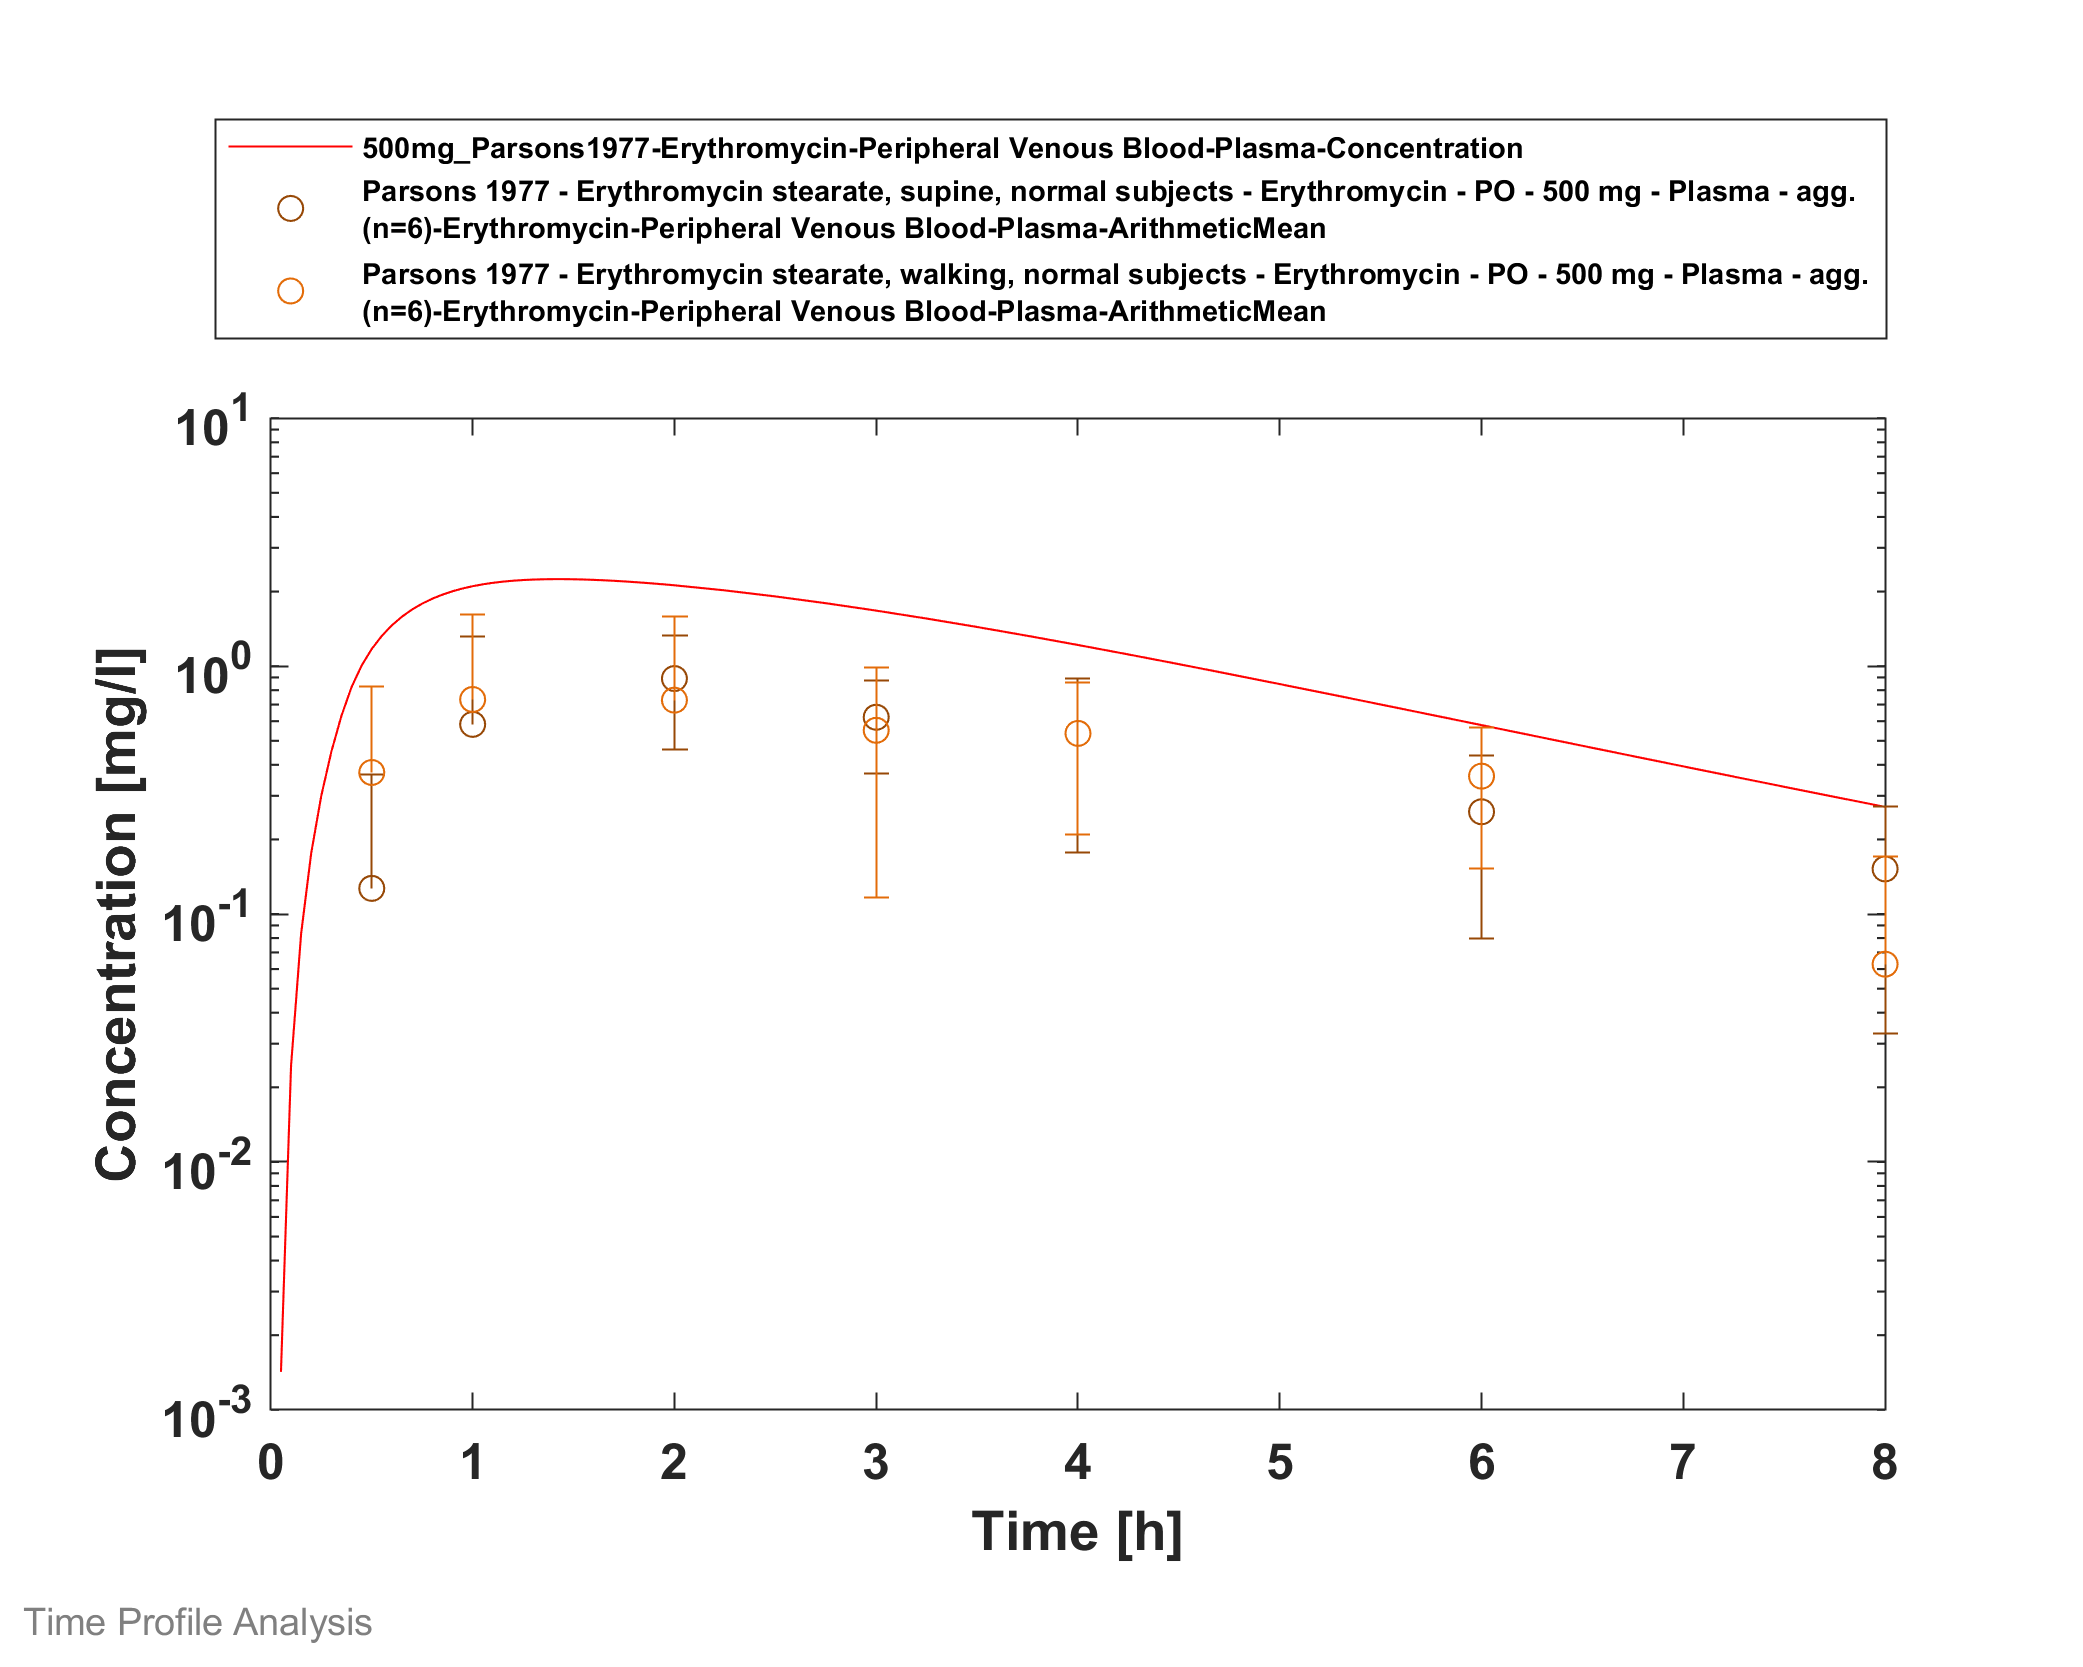 500mg_Parsons1977-Erythromycin-Peripheral Venous Blood-Plasma-Concentration
Parsons 1977 - Erythromycin stearate, supine, normal subjects - Erythromycin - PO - 500 mg - Plasma - agg.
(n=6)-Erythromycin-Peripheral Venous Blood-Plasma-ArithmeticMean
Parsons 1977 - Erythromycin stearate, walking, normal subjects - Erythromycin - PO - 500 mg - Plasma - agg.
(n=6)-Erythromycin-Peripheral Venous Blood-Plasma-ArithmeticMean
Concentration [mg/l]
10^1
10^0
10^-1
10^-2
10^-3
0 1 2 3 4 5 6 7 8
Time [h]
Time Profile Analysis